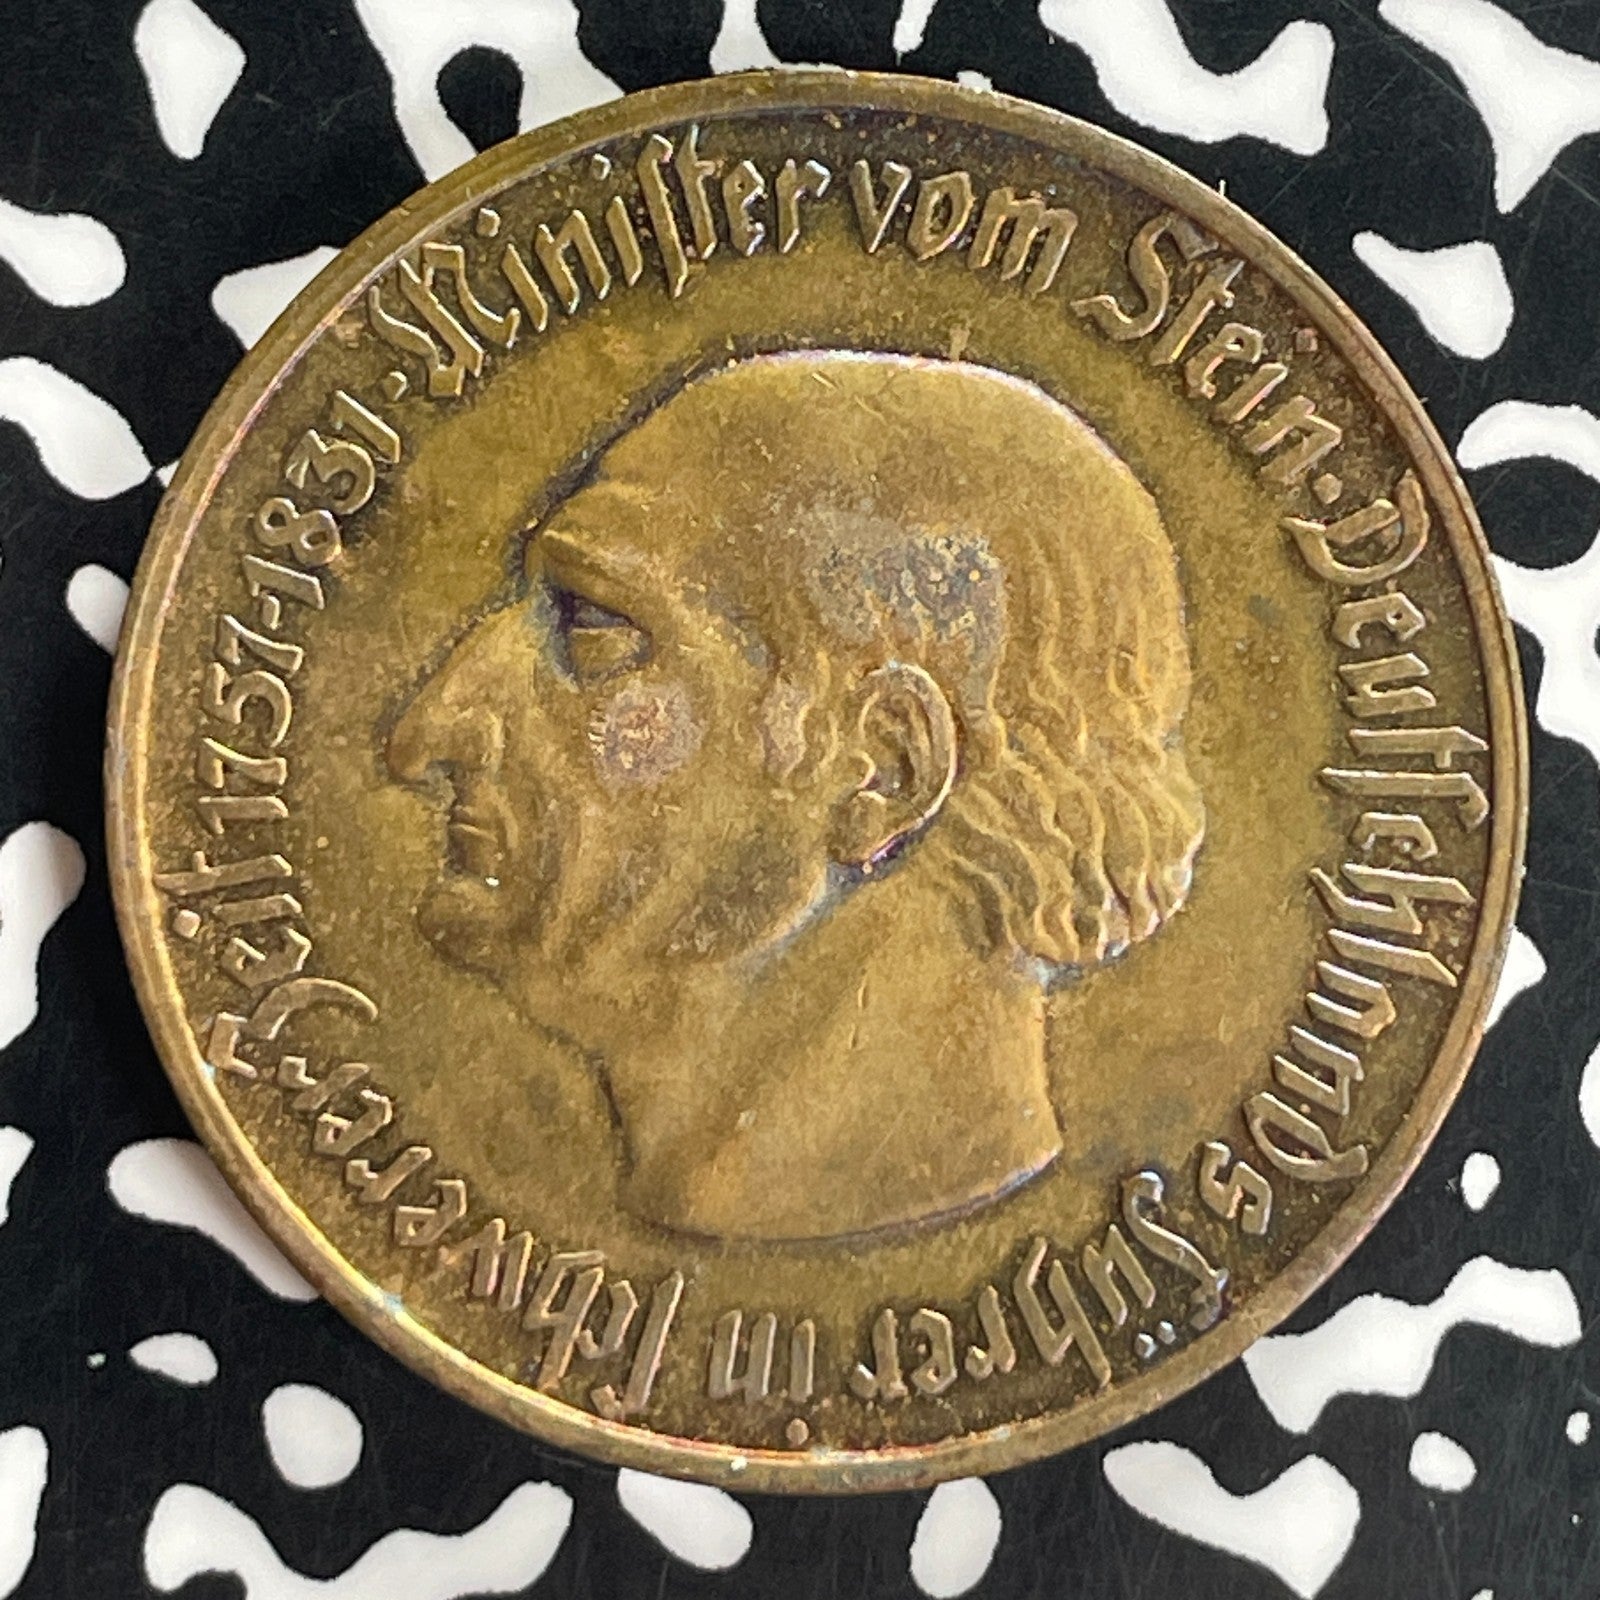 Minister vom Stein · Deutschlands Führer in schwerer Zeit 1757-1831 ·